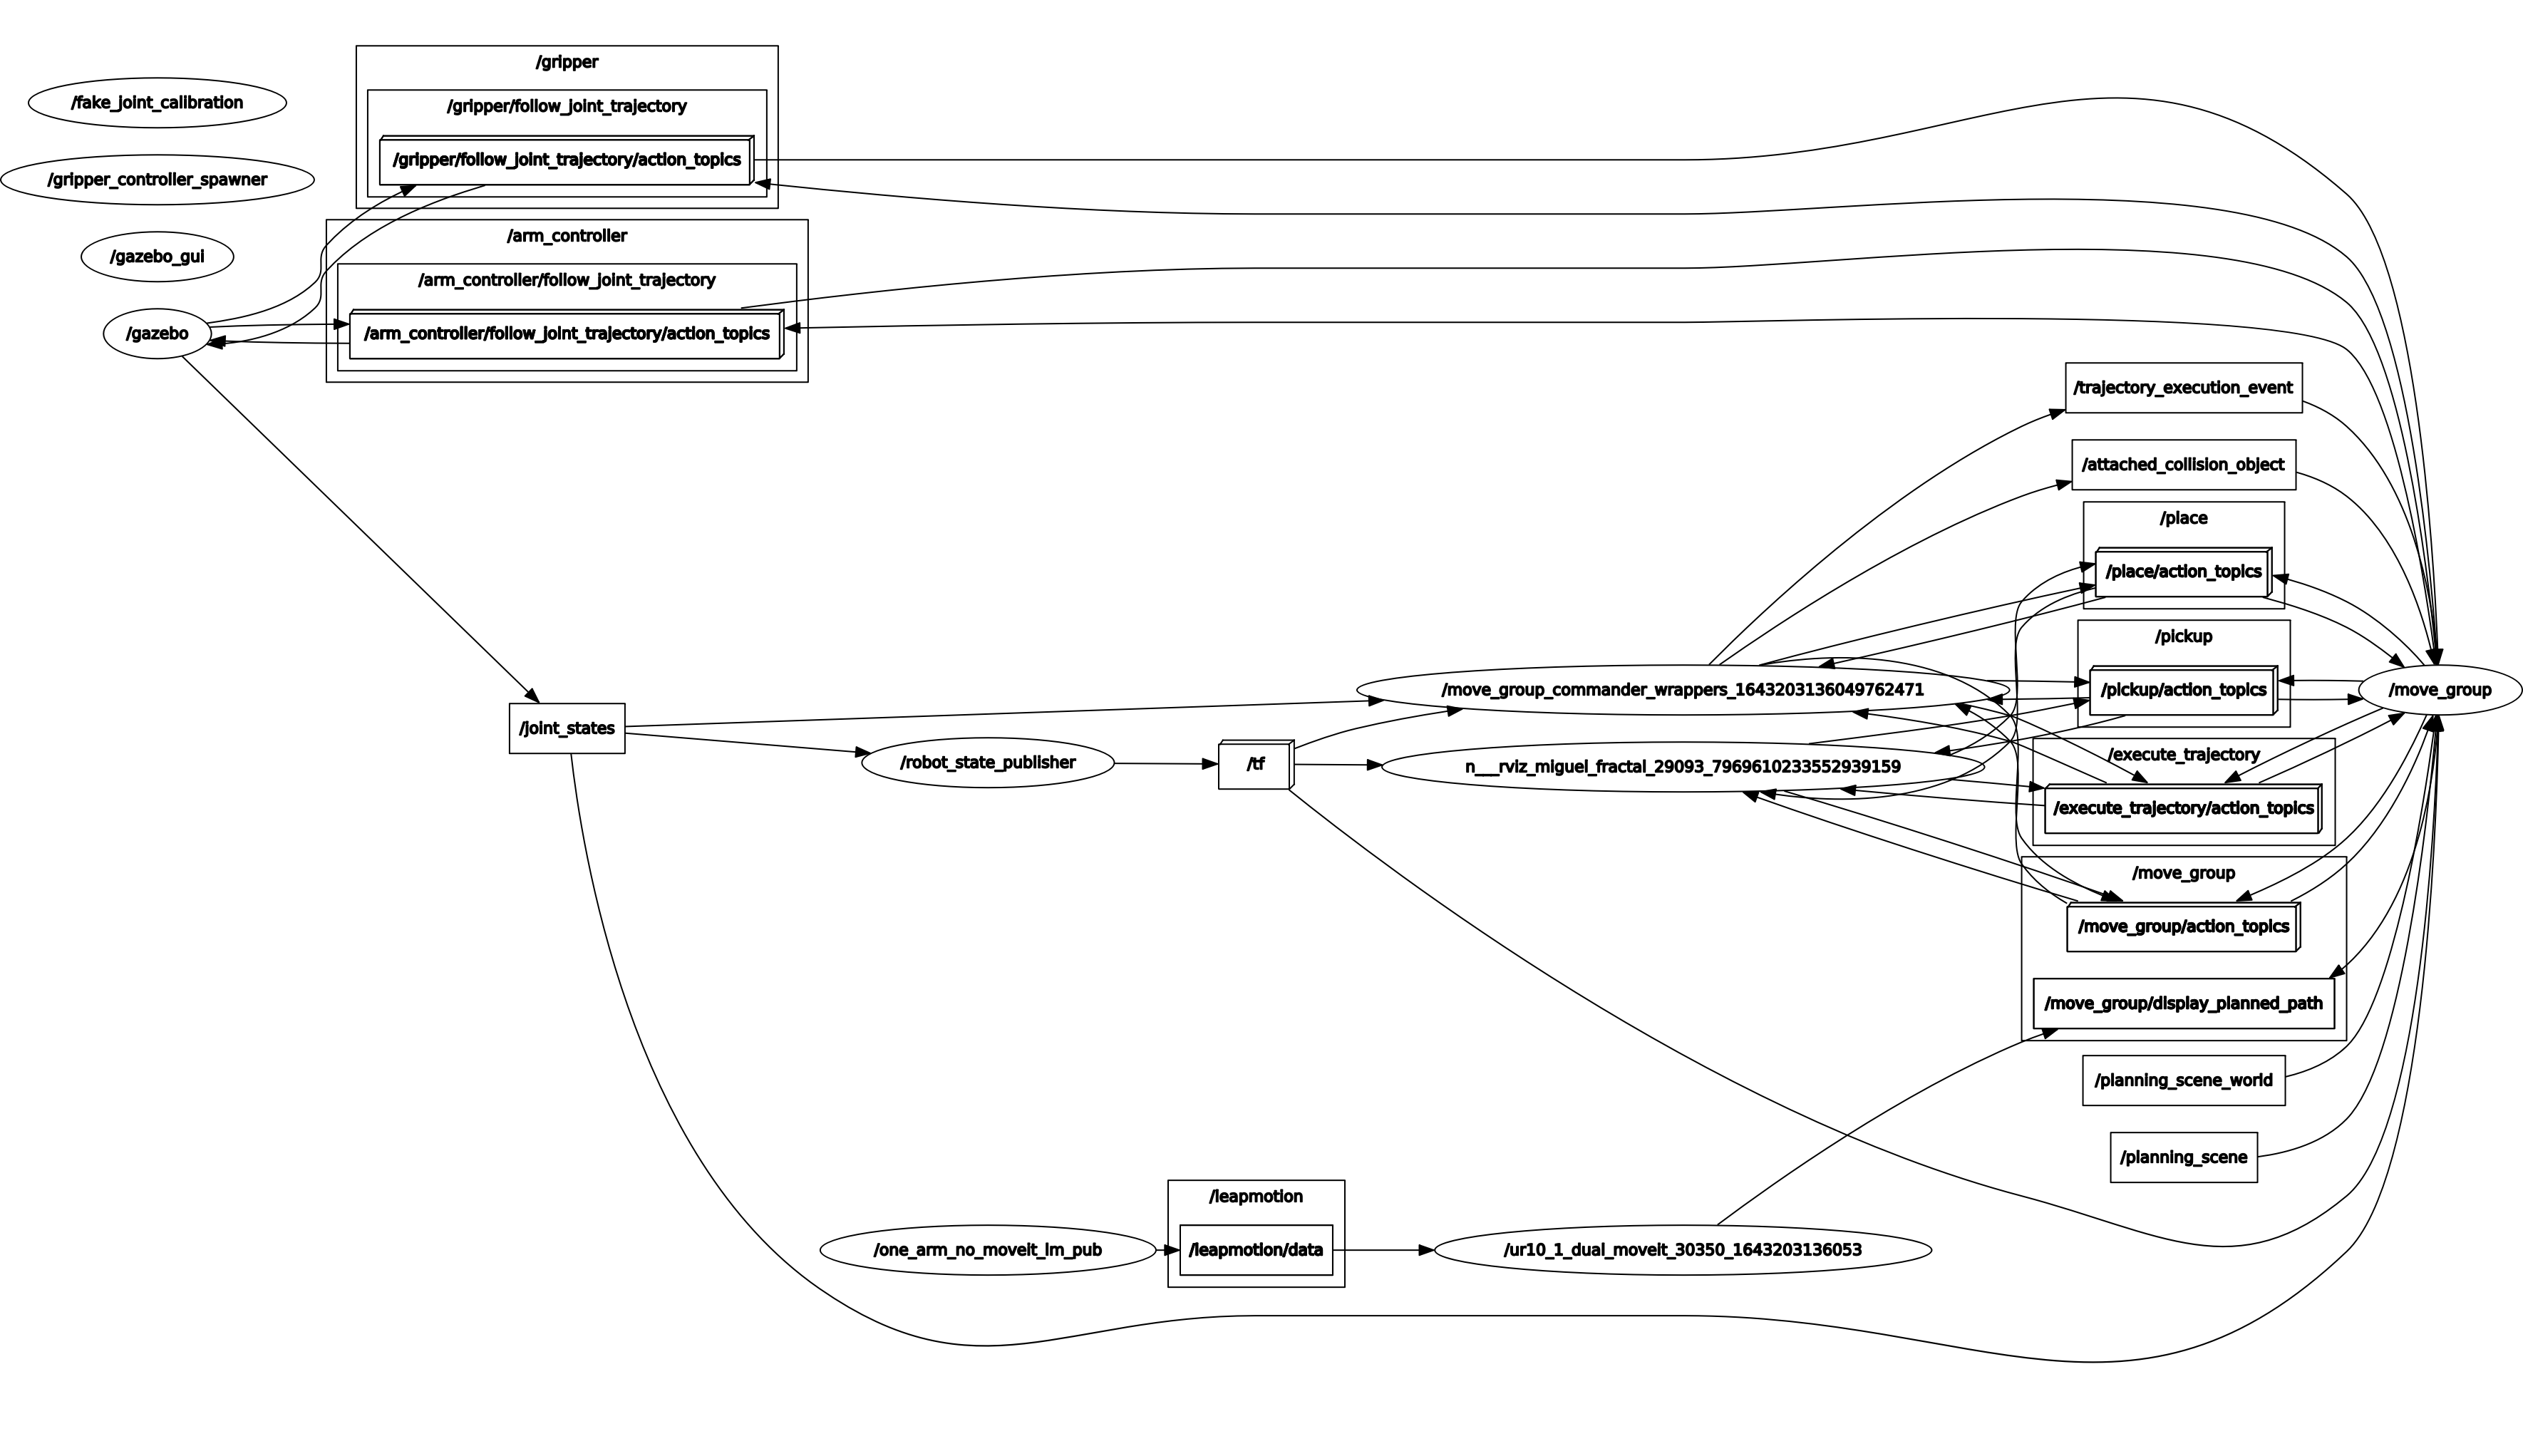 /gripper
/fake_joint_calibration
/gripper/follow_joint_trajectory
/gripper/follow_joint_trajectory/action_topics
/gripper_controller_spawner
/arm_controller
/gazebo_gui
/arm_controller/follow_joint_trajectory
/gazebo
/arm_controller/follow_joint_trajectory/action_topics
/trajectory_execution_event
/attached_collision_object
/place
/place/action_topics
/pickup
/move_group_commander_wrappers_1643203136049762471
/pickup/action_topics
/move_group
/joint_states
/robot_state_publisher
/tf
n___rviz_miguel_fractal_29093_7969610233552939159
/execute_trajectory
/execute_trajectory/action_topics
/move_group
/move_group/action_topics
/move_group/display_planned_path
/planning_scene_world
/planning_scene
/leapmotion
/one_arm_no_moveit_lm_pub
/leapmotion/data
/ur10_1_dual_moveit_30350_1643203136053